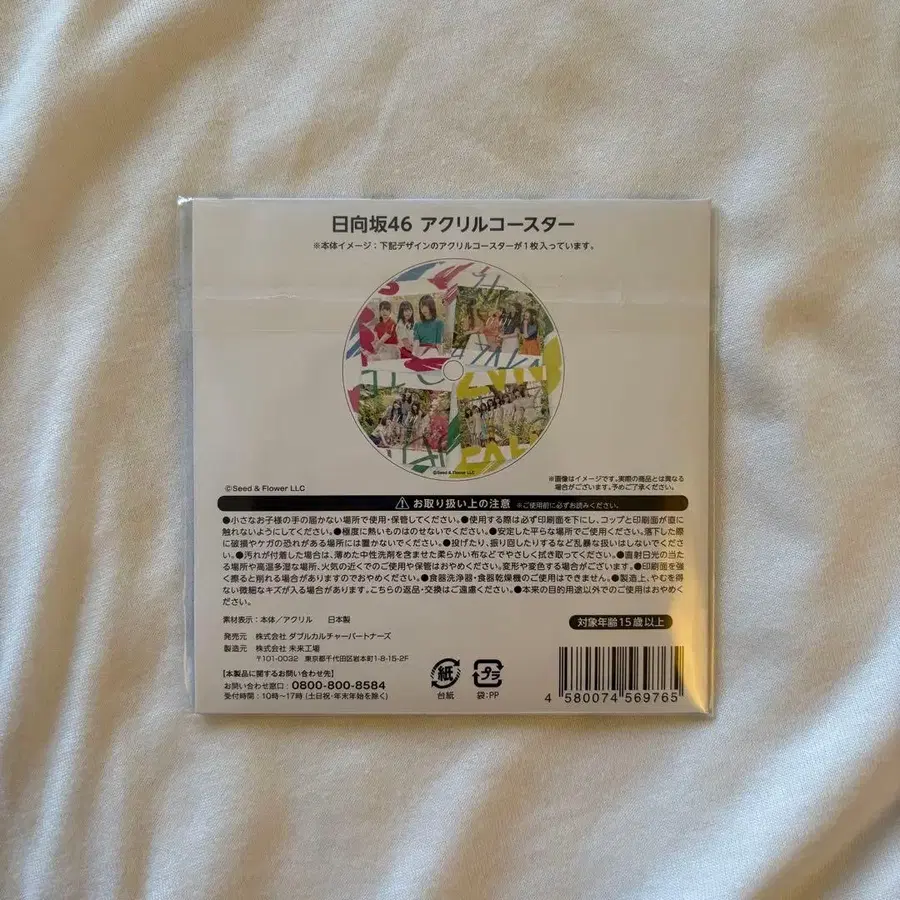 日向坂46 アクリルコースター
※本体イメージ：下記デザインのアクリルコースターが1枚入っています。
©Seed & Flower LLC
©Seed & Flower LLC
※画像はイメージです。実際の商品とは異なる
場合がございます。予めご了承ください。
お取り扱い上の注意 ※ご使用前に必ずお読みください。
●小さなお子様の手の届かない場所で使用・保管してください。●使用する際は必ず印刷面を下にし、コップと印刷面が直に
触れないようにしてください。●極度に熱いものはのせないでください。●安定した平らな場所でご使用ください。落下した際
に破損やケガの恐れがある場所には置かないでください。●投げたり、振り回したりするなど乱暴な扱いはしないでくださ
い。●汚れが付着した場合は、薄めた中性洗剤を含ませた柔らかい布などでやさしく拭き取ってください。●直射日光の当た
る場所や高温多湿な場所、火気の近くでのご使用や保管はおやめください。変形や変色する場合がございます。●印刷面を強
く擦ると削れる場合がありますのでおやめください。●食器洗浄器・食器乾燥機のご使用はできません。●製造上、やむを得
ない微細なキズが入る場合があります。こちらの返品・交換はご遠慮ください。●本来の目的用途以外でのご使用はおやめく
ださい。
素材表示：本体／アクリル 日本製
対象年齢15歳以上
発売元 株式会社 ダブルカルチャーパートナーズ
製造元 株式会社 未来工場
〒101-0032 東京都千代田区岩本町1-8-15-2F
【本製品に関するお問い合わせ先】
お問い合わせ窓口：0800-800-8584
受付時間：10時〜17時（土日祝・年末年始を除く）
紙
台紙
プラ
袋：PP
4 580074 569765